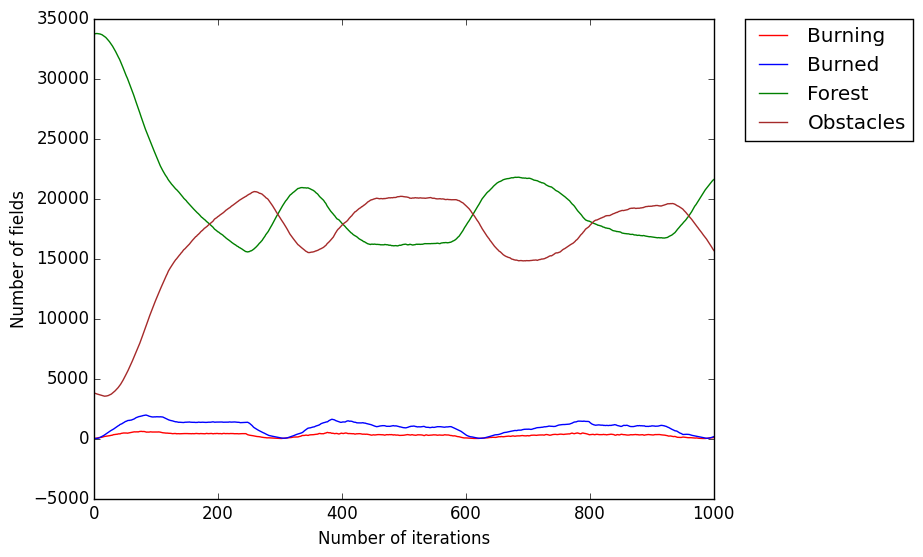 35000
30000
25000
20000
15000
10000
5000
0
−5000
Number of fields
0 200 400 600 800 1000
Number of iterations
Burning
Burned
Forest
Obstacles